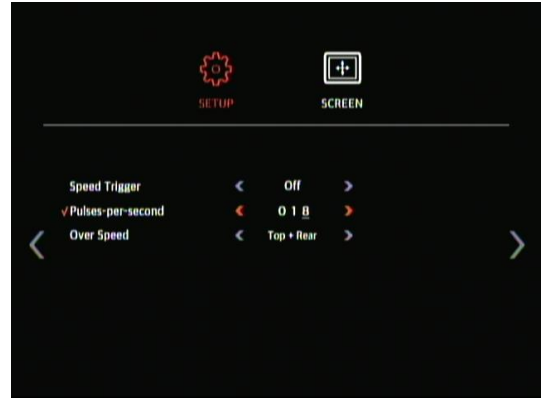 SETUP SCREEN
Speed Trigger < Off >
√ Pulses-per-second < 0 1 8 >
Over Speed < Top + Rear >